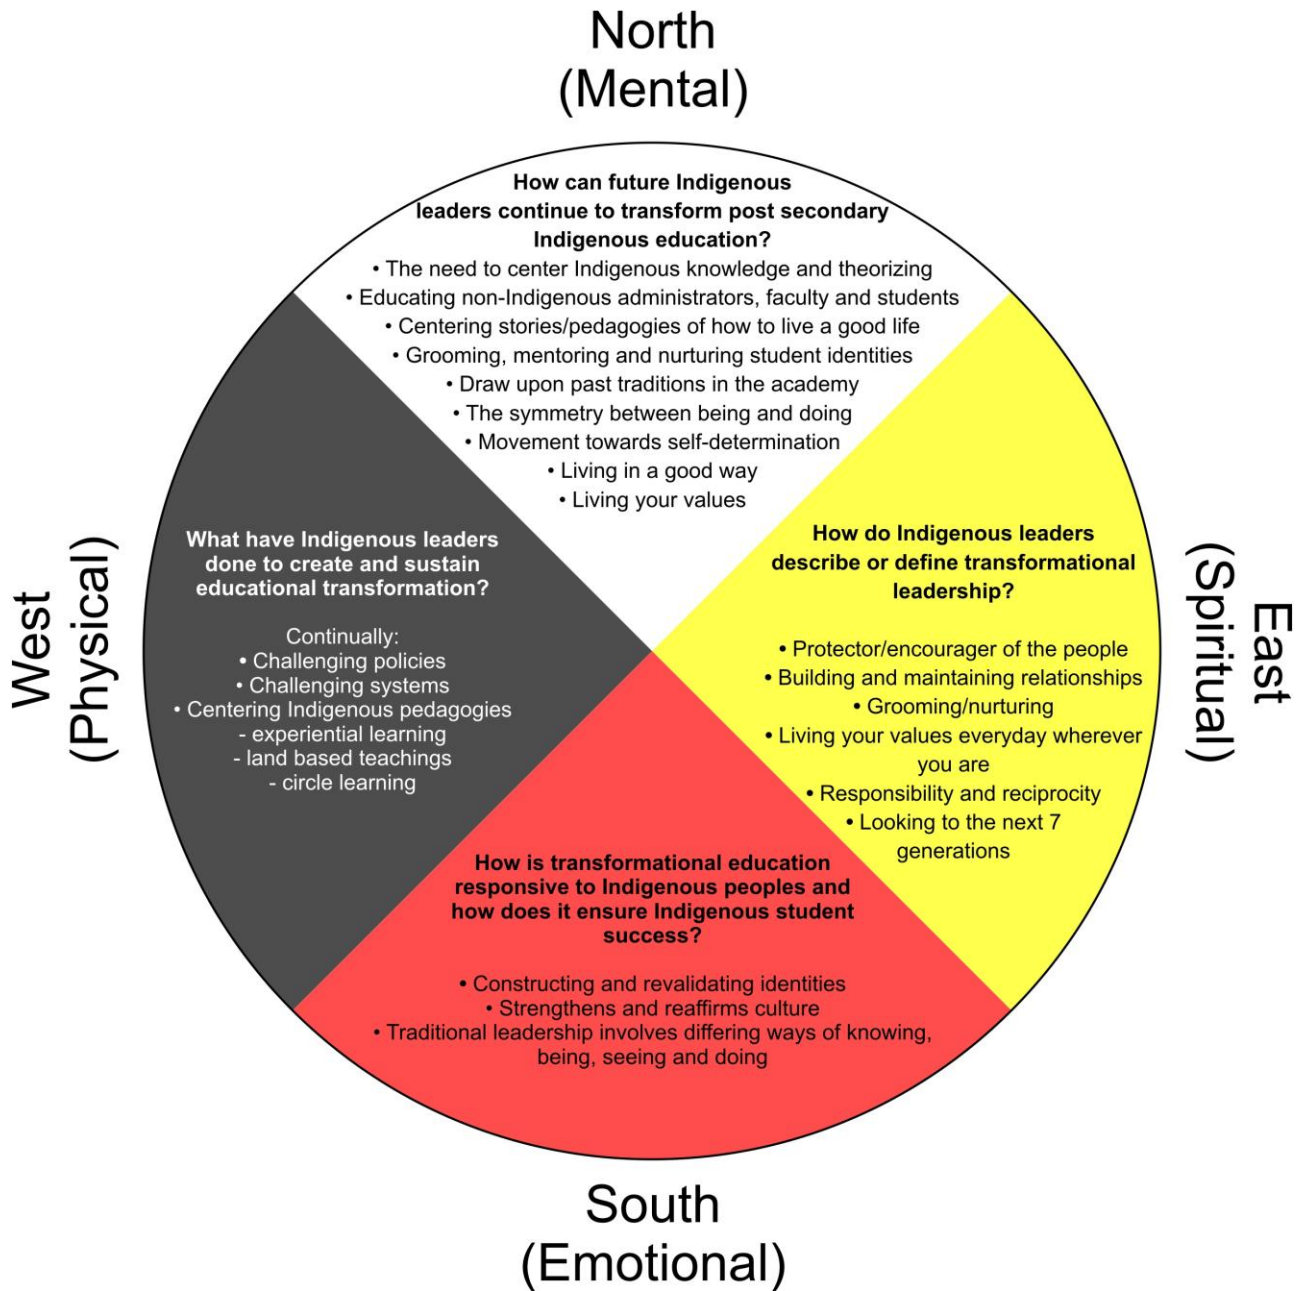 North
(Mental)
How can future Indigenous
leaders continue to transform post secondary
Indigenous education?
• The need to center Indigenous knowledge and theorizing
• Educating non-Indigenous administrators, faculty and students
• Centering stories/pedagogies of how to live a good life
• Grooming, mentoring and nurturing student identities
• Draw upon past traditions in the academy
• The symmetry between being and doing
• Movement towards self-determination
• Living in a good way
• Living your values
East
(Spiritual)
How do Indigenous leaders
describe or define transformational
leadership?
• Protector/encourager of the people
• Building and maintaining relationships
• Grooming/nurturing
• Living your values everyday wherever
you are
• Responsibility and reciprocity
• Looking to the next 7
generations
How is transformational education
responsive to Indigenous peoples and
how does it ensure Indigenous student
success?
• Constructing and revalidating identities
• Strengthens and reaffirms culture
• Traditional leadership involves differing ways of knowing,
being, seeing and doing
South
(Emotional)
West
(Physical)
What have Indigenous leaders
done to create and sustain
educational transformation?
Continually:
• Challenging policies
• Challenging systems
• Centering Indigenous pedagogies
- experiential learning
- land based teachings
- circle learning